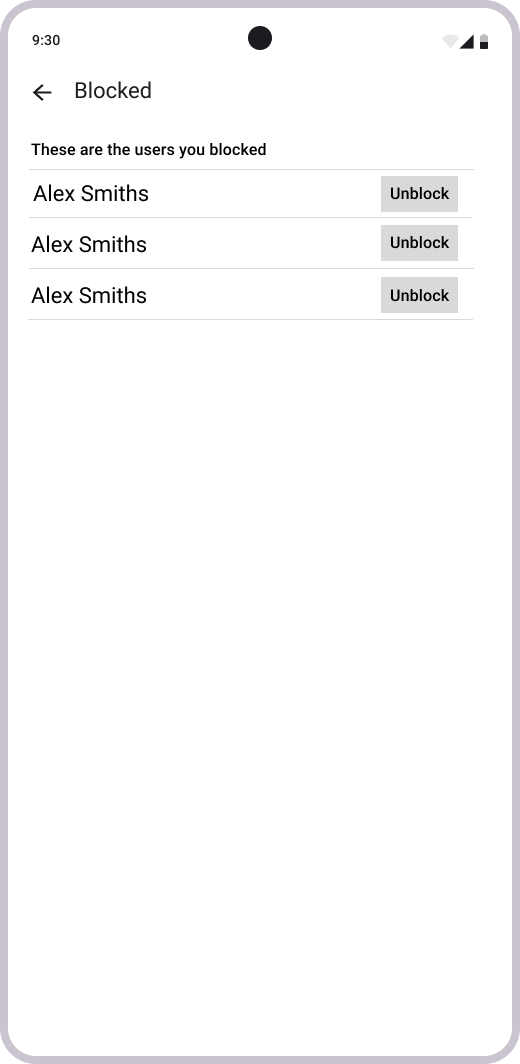 9:30
Blocked
These are the users you blocked
Alex Smiths Unblock
Alex Smiths Unblock
Alex Smiths Unblock